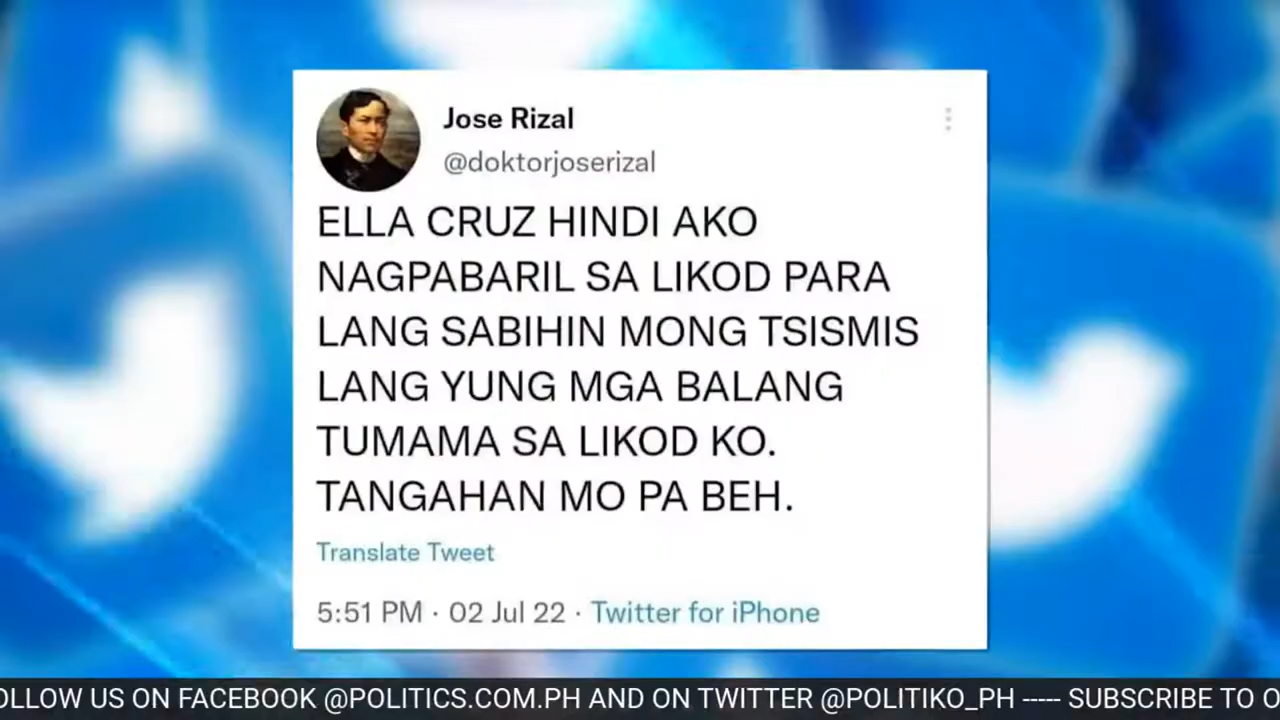 Jose Rizal
@doktorjoserizal
ELLA CRUZ HINDI AKO
NAGPABARIL SA LIKOD PARA
LANG SABIHIN MONG TSISMIS
LANG YUNG MGA BALANG
TUMAMA SA LIKOD KO.
TANGAHAN MO PA BEH.
Translate Tweet
5:51 PM · 02 Jul 22 · Twitter for iPhone
OLLOW US ON FACEBOOK @POLITICS.COM.PH AND ON TWITTER @POLITIKO_PH ----- SUBSCRIBE TO O